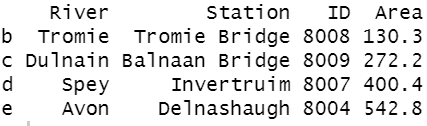 River Station ID Area
b Tromie Tromie Bridge 8008 130.3
c Dulnain Balnaan Bridge 8009 272.2
d Spey Invertruim 8007 400.4
e Avon Delnashaugh 8004 542.8